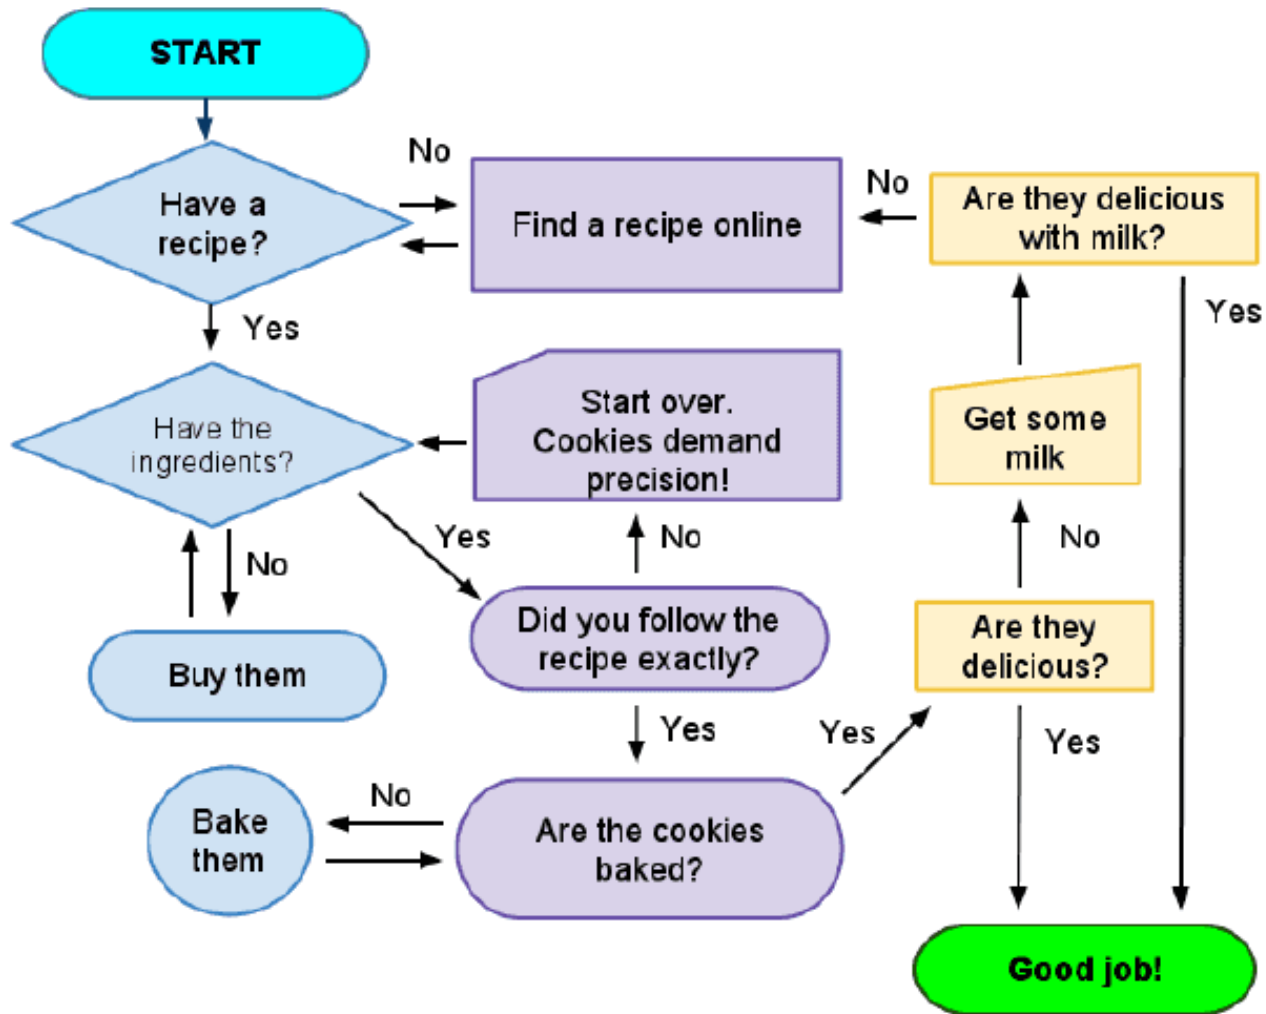 START
Have a
recipe?
No
Find a recipe online
No
Are they delicious
with milk?
Yes
Yes
Have the
ingredients?
Start over.
Cookies demand
precision!
Get some
milk
Yes
No
No
No
Buy them
Did you follow the
recipe exactly?
Are they
delicious?
Yes
Yes
Yes
No
Bake
them
Are the cookies
baked?
Good job!